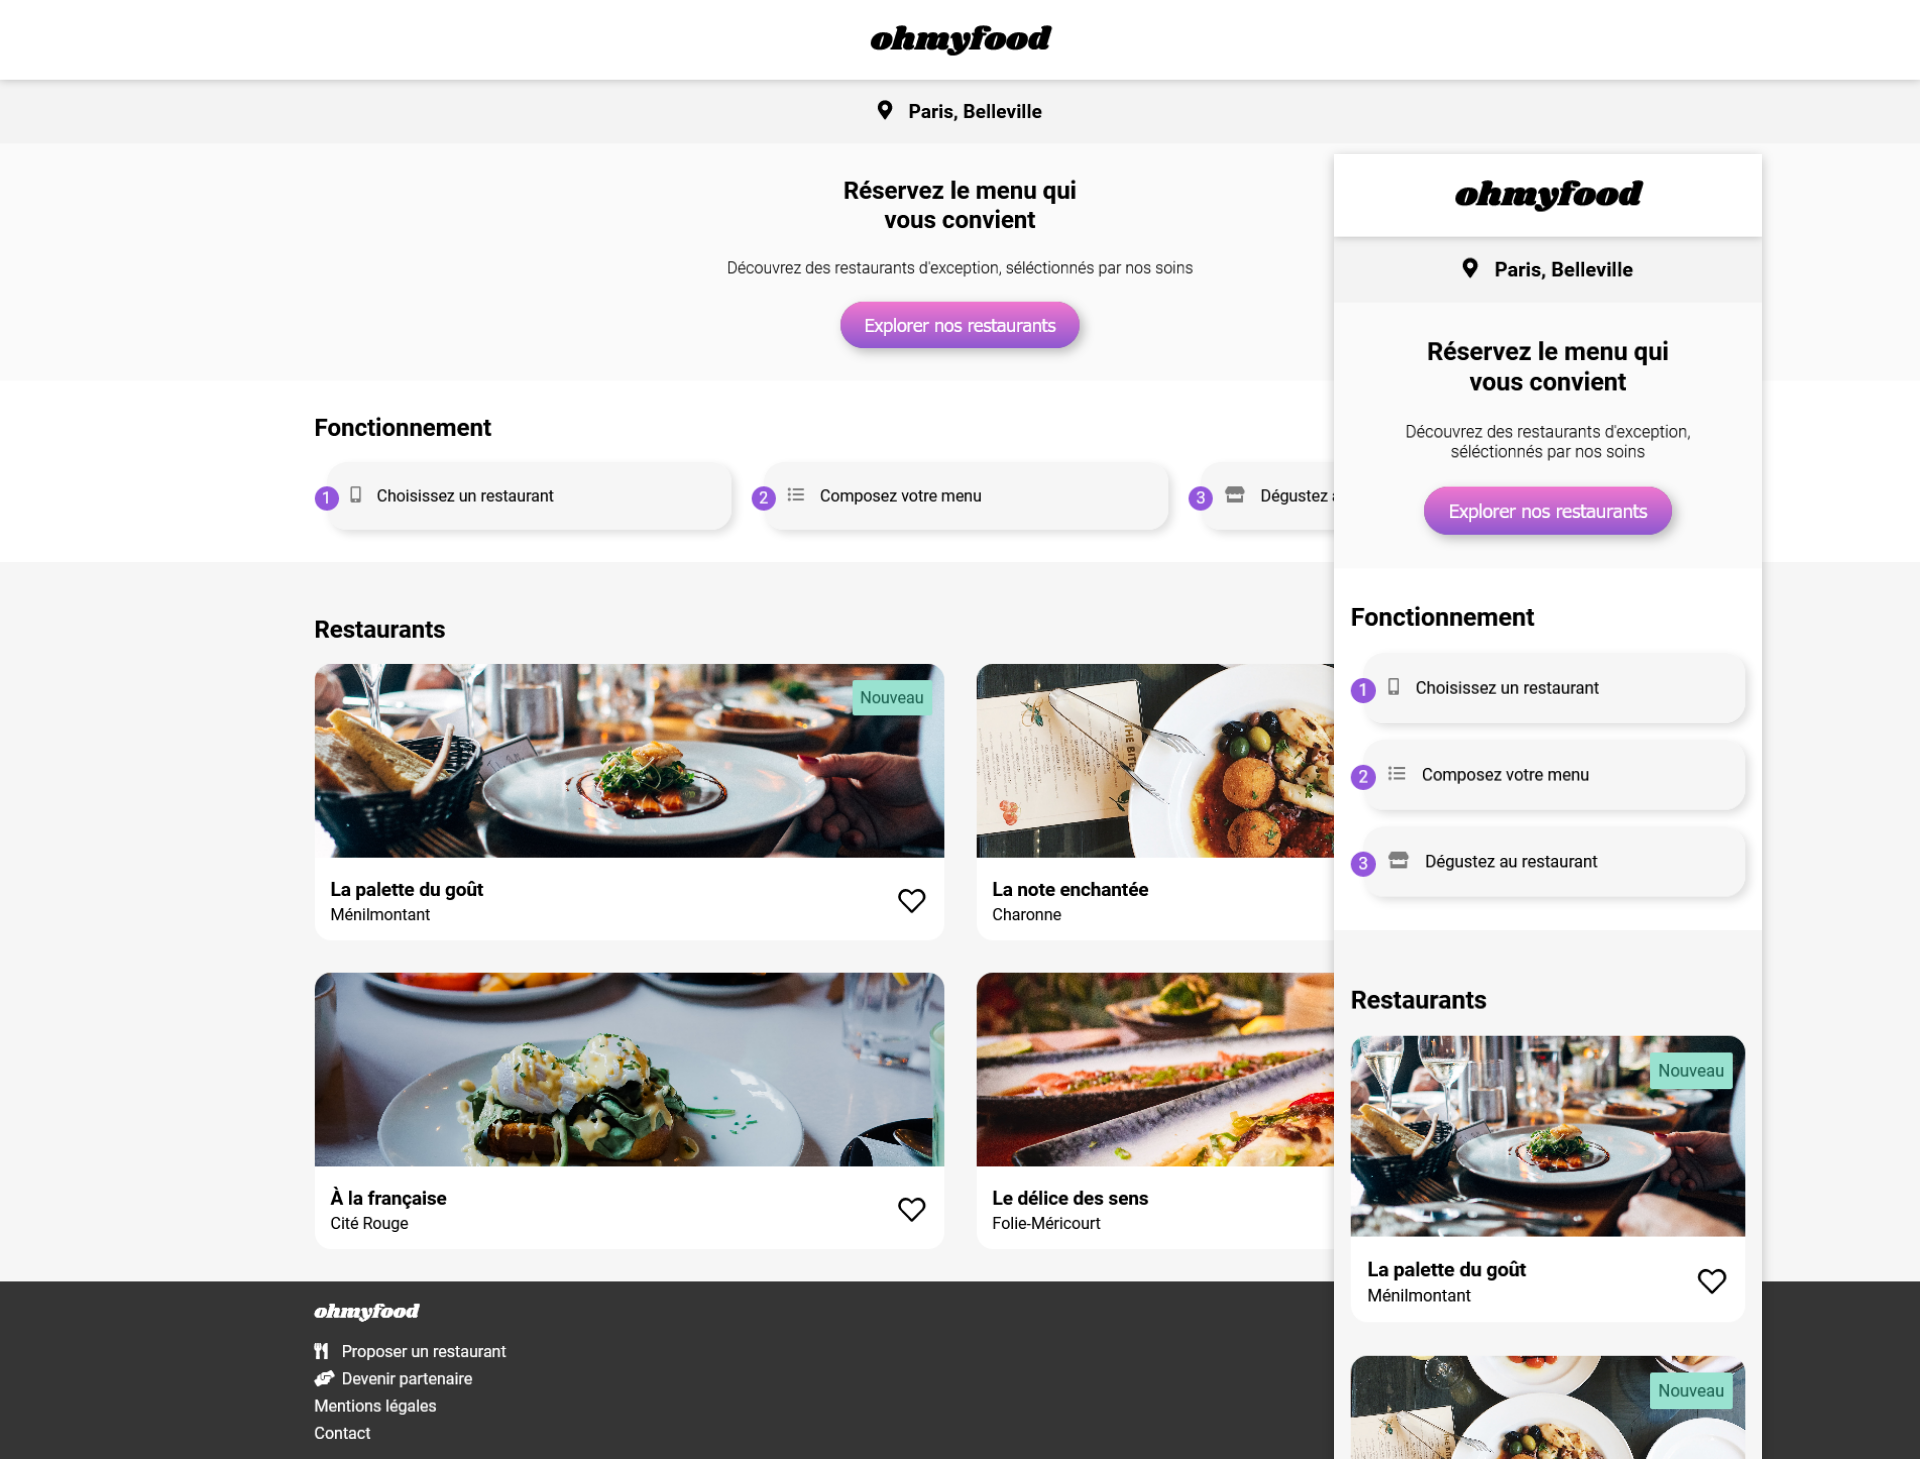 ohmyfood
Paris, Belleville
Réservez le menu qui
vous convient
Découvrez des restaurants d'exception, séléctionnés par nos soins
Explorer nos restaurants
Fonctionnement
1 Choisissez un restaurant
2 Composez votre menu
3 Dégustez
Restaurants
Nouveau
THE
La palette du goût
Ménilmontant
La note enchantée
Charonne
À la française
Cité Rouge
Le délice des sens
Folie-Méricourt
ohmyfood
Proposer un restaurant
Devenir partenaire
Mentions légales
Contact
ohmyfood
Paris, Belleville
Réservez le menu qui
vous convient
Découvrez des restaurants d'exception,
séléctionnés par nos soins
Explorer nos restaurants
Fonctionnement
1 Choisissez un restaurant
2 Composez votre menu
3 Dégustez au restaurant
Restaurants
Nouveau
La palette du goût
Ménilmontant
Nouveau